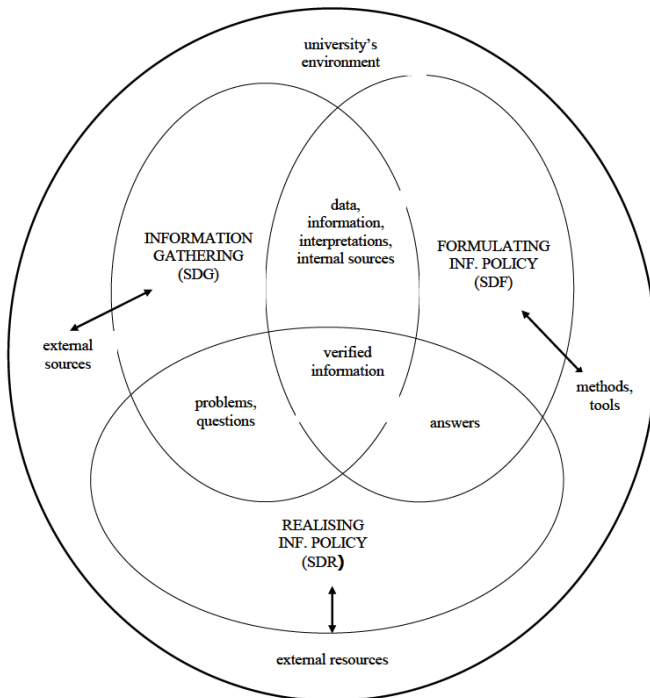 university's
environment
data,
information,
interpretations,
internal sources
INFORMATION
GATHERING
(SDG)
FORMULATING
INF. POLICY
(SDF)
external
sources
verified
information
methods,
tools
problems,
questions
answers
REALISING
INF. POLICY
(SDR)
external resources